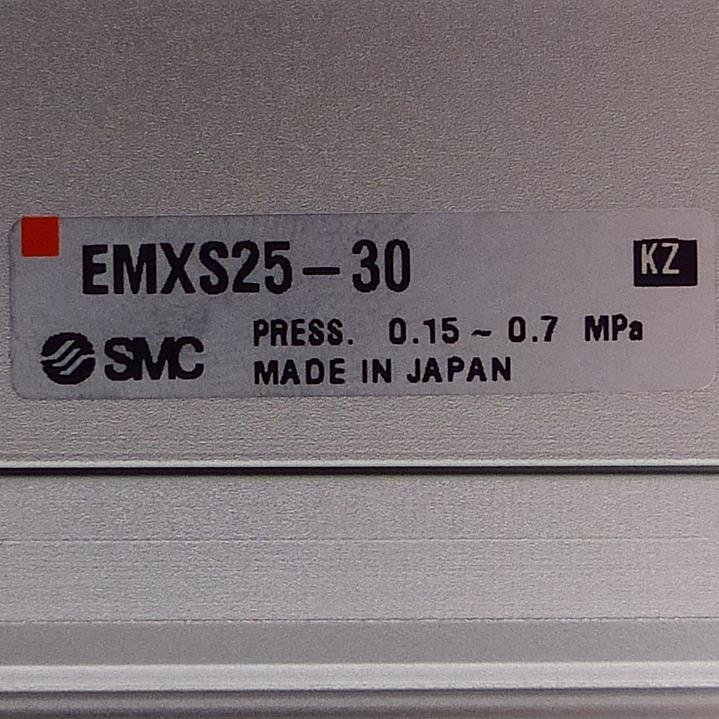 EMXS25-30 KZ
SMC PRESS. 0.15~0.7 MPa
MADE IN JAPAN